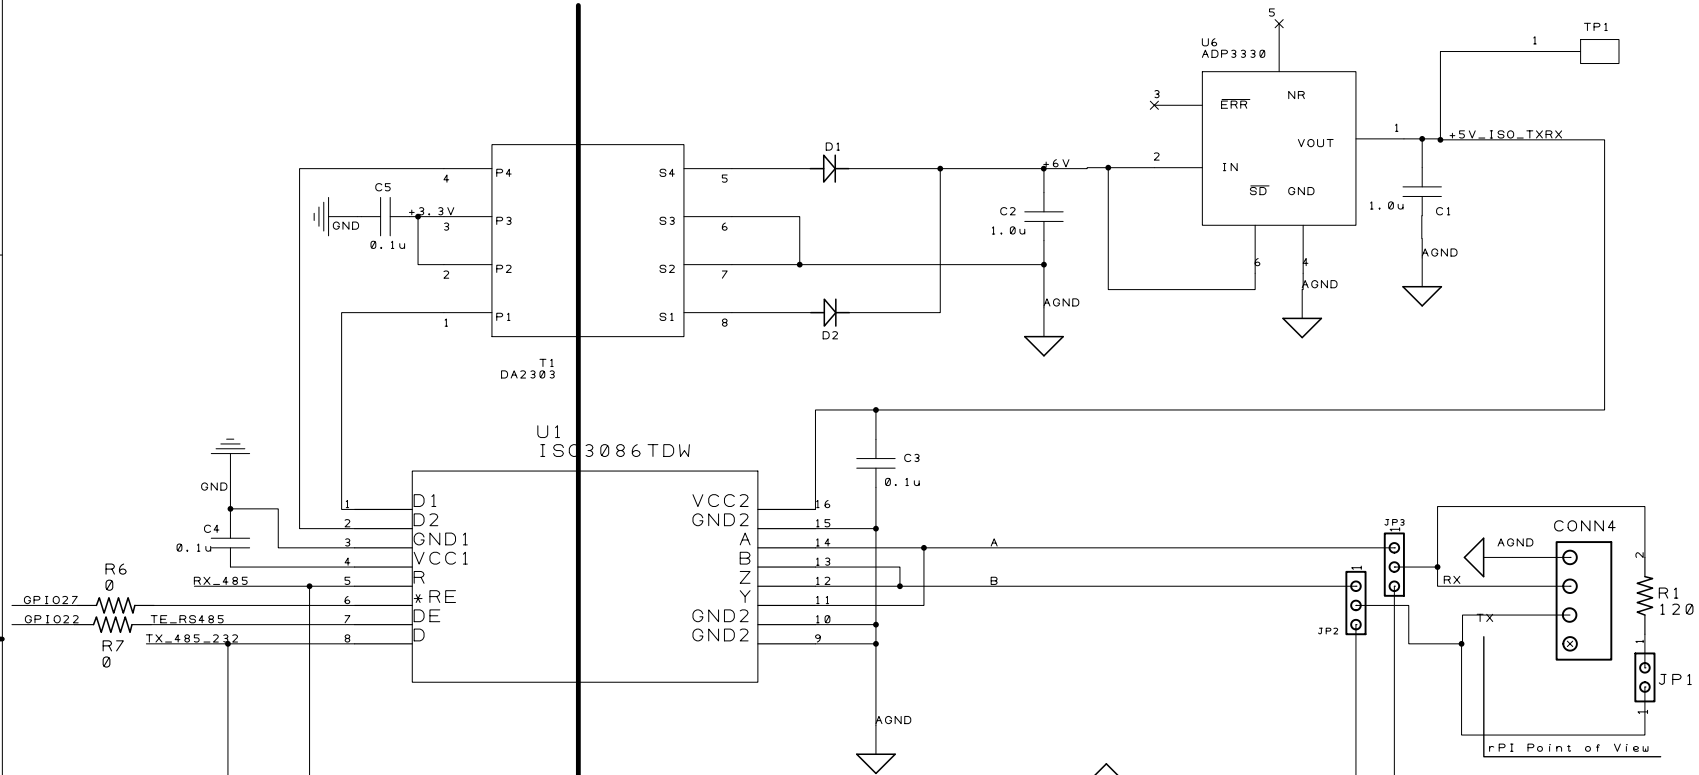 5
TP1
1
U6
ADP3330
3
ERR
NR
1
+5V_ISO_TXRX
VOUT
D1
2
IN
+6V
P4
S4
4
5
C5
SD
GND
+3.3V
C2
1.0u
C1
GND
3
P3
S3
6
1.0u
0.1u
AGND
P2
S2
2
7
6
4
AGND
AGND
P1
S1
1
8
D2
T1
DA2303
U1
ISO3086TDW
C3
0.1u
GND
1
D1
VCC2
16
2
D2
GND2
15
C4
3
GND1
A
14
A
0.1u
4
VCC1
B
13
RX_485
5
R
Z
12
B
R6
0
GPIO27
6
*RE
Y
11
GPIO22
TE_RS485
7
DE
GND2
10
TX_485_232
8
D
GND2
9
R7
0
AGND
JP3
1
1
JP2
CONN4
AGND
RX
TX
2
R1
120
1
JP1
1
rPI Point of View